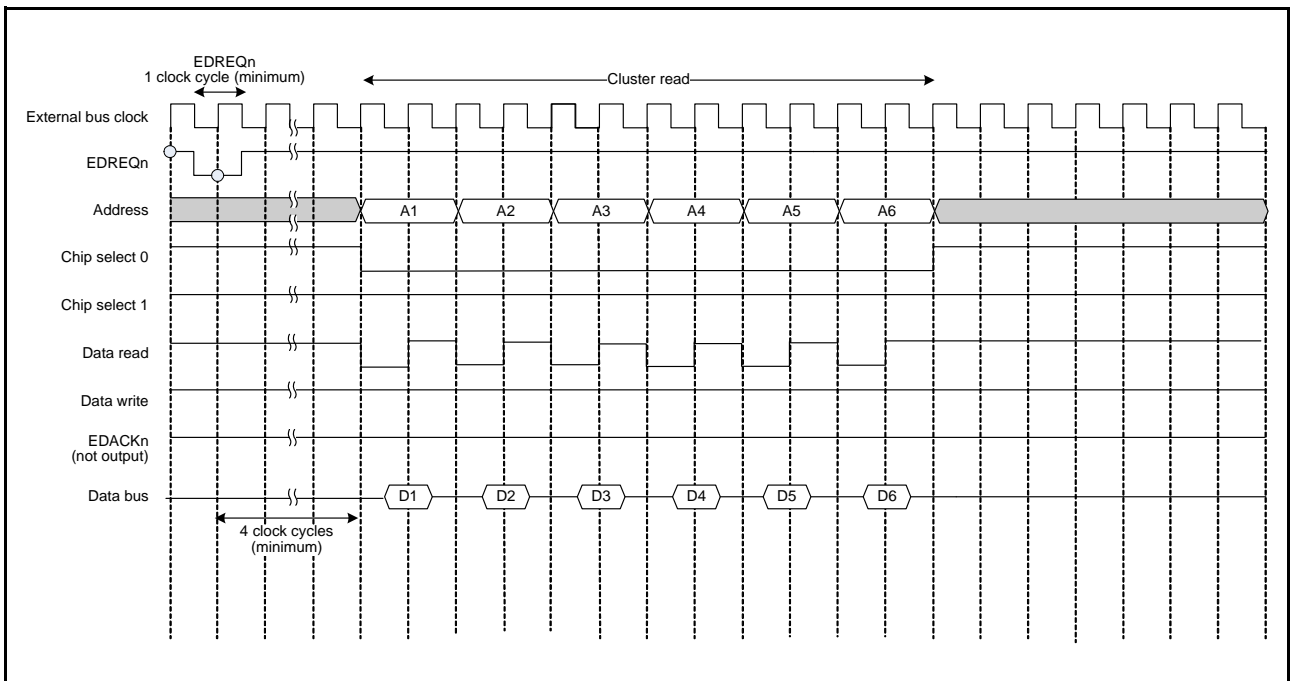 EDREQn
1 clock cycle (minimum)
Cluster read
External bus clock
EDREQn
Address
A1 A2 A3 A4 A5 A6
Chip select 0
Chip select 1
Data read
Data write
EDACKn
(not output)
Data bus
D1 D2 D3 D4 D5 D6
4 clock cycles
(minimum)